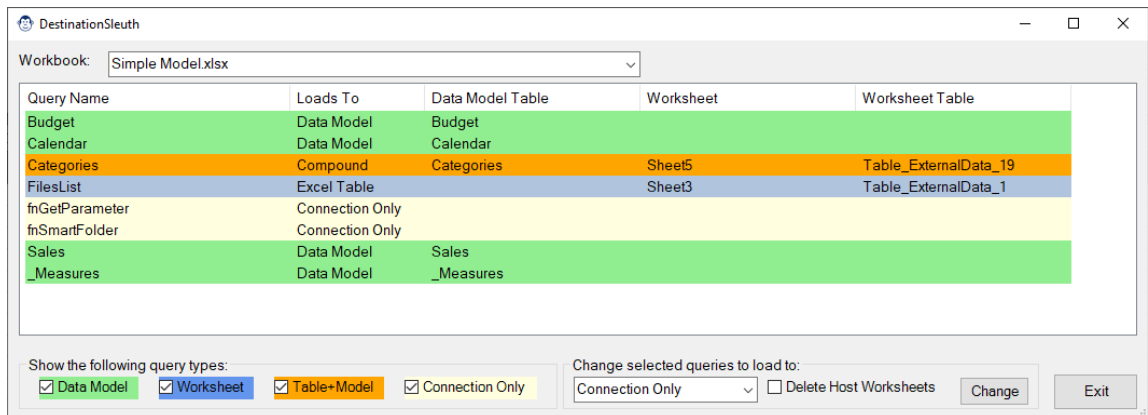 DestinationSleuth
Workbook: Simple Model.xlsx
Query Name Loads To Data Model Table Worksheet Worksheet Table
Budget Data Model Budget
Calendar Data Model Calendar
Categories Compound Categories Sheet5 Table_ExternalData_19
FilesList Excel Table Sheet3 Table_ExternalData_1
fnGetParameter Connection Only
fnSmartFolder Connection Only
Sales Data Model Sales
_Measures Data Model _Measures
Show the following query types: Change selected queries to load to:
Data Model Worksheet Table+Model Connection Only Connection Only Delete Host Worksheets Change Exit